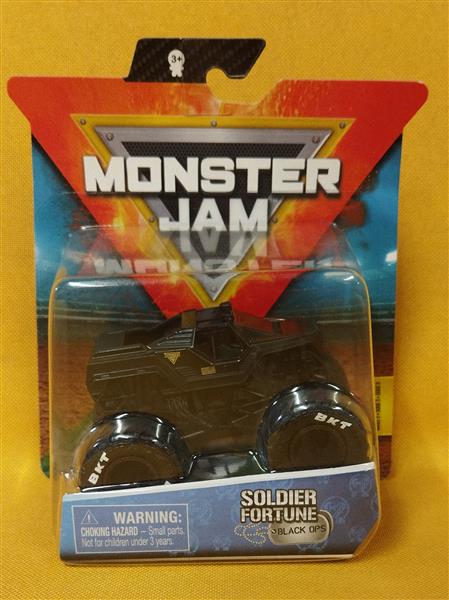 3+
MONSTER
JAM
BKT
BKT
WARNING:
CHOKING HAZARD – Small parts.
Not for children under 3 years.
SOLDIER
FORTUNE
BLACK OPS